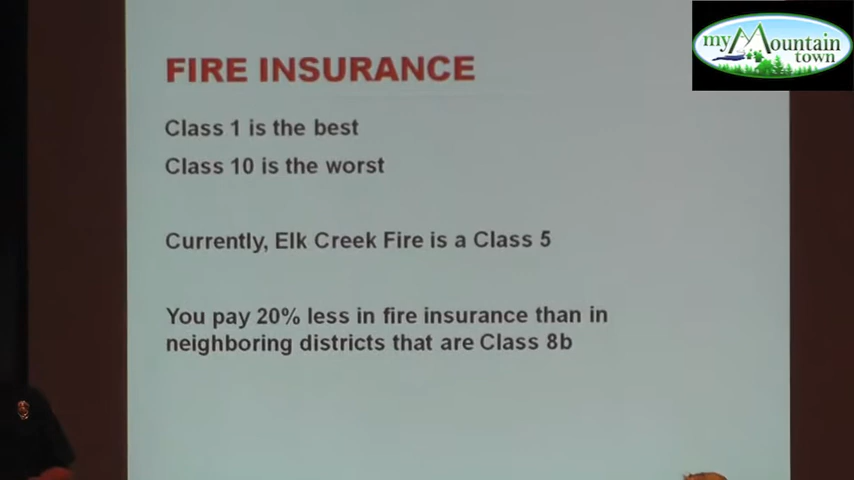 my Mountain
town
FIRE INSURANCE
Class 1 is the best
Class 10 is the worst
Currently, Elk Creek Fire is a Class 5
You pay 20% less in fire insurance than in
neighboring districts that are Class 8b